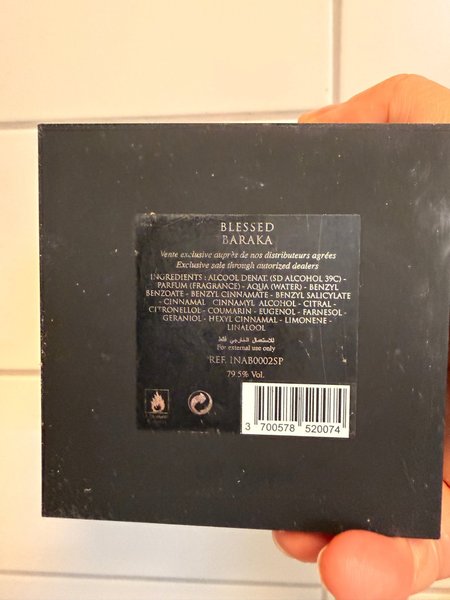 BLESSED
BARAKA
Vente exclusive auprès de nos distributeurs agrées
Exclusive sale through autorized dealers
INGREDIENTS : ALCOOL DENAT. (SD ALCOHOL 39C) -
PARFUM (FRAGRANCE) - AQUA (WATER) - BENZYL
BENZOATE - BENZYL CINNAMATE - BENZYL SALICYLATE
- CINNAMAL CINNAMYL ALCOHOL - CITRAL -
CITRONELLOL - COUMARIN - EUGENOL - FARNESOL -
GERANIOL - HEXYL CINNAMAL - LIMONENE -
LINALOOL
للاستعمال الخارجي فقط
For external use only
REF. INAB0002SP
79.5% Vol.
3 700578 520074